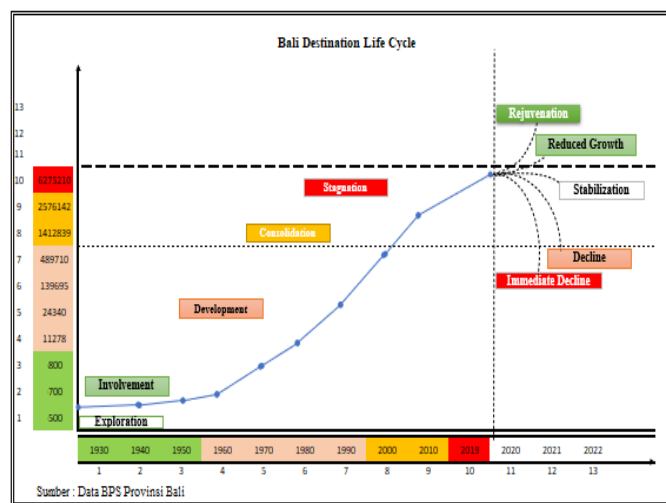 Bali Destination Life Cycle
13
Rejuvenation
12
11
Reduced Growth
10 6275210
Stagnation
Stabilization
9 2576142
8 1412839
Consolidation
7 489710
Decline
6 139695
Immediate Decline
5 24340
Development
4 11278
3 800
2 -700
Involvement
1 -500
Exploration
1930 1940 1950 1960 1970 1980 1990 2000 2010 2019 2020 2021 2022
1 2 3 4 5 6 7 8 9 10 11 12 13
Sumber : Data BPS Provinsi Bali